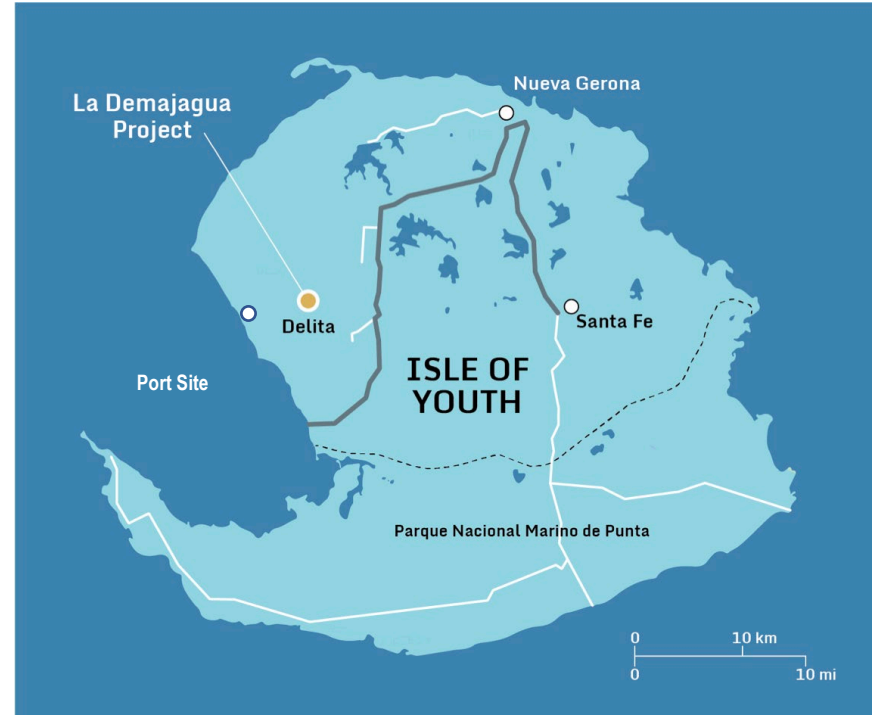 Nueva Gerona
La Demajagua
Project
Delita
Santa Fe
Port Site
ISLE OF
YOUTH
Parque Nacional Marino de Punta
0 10 km
0 10 mi